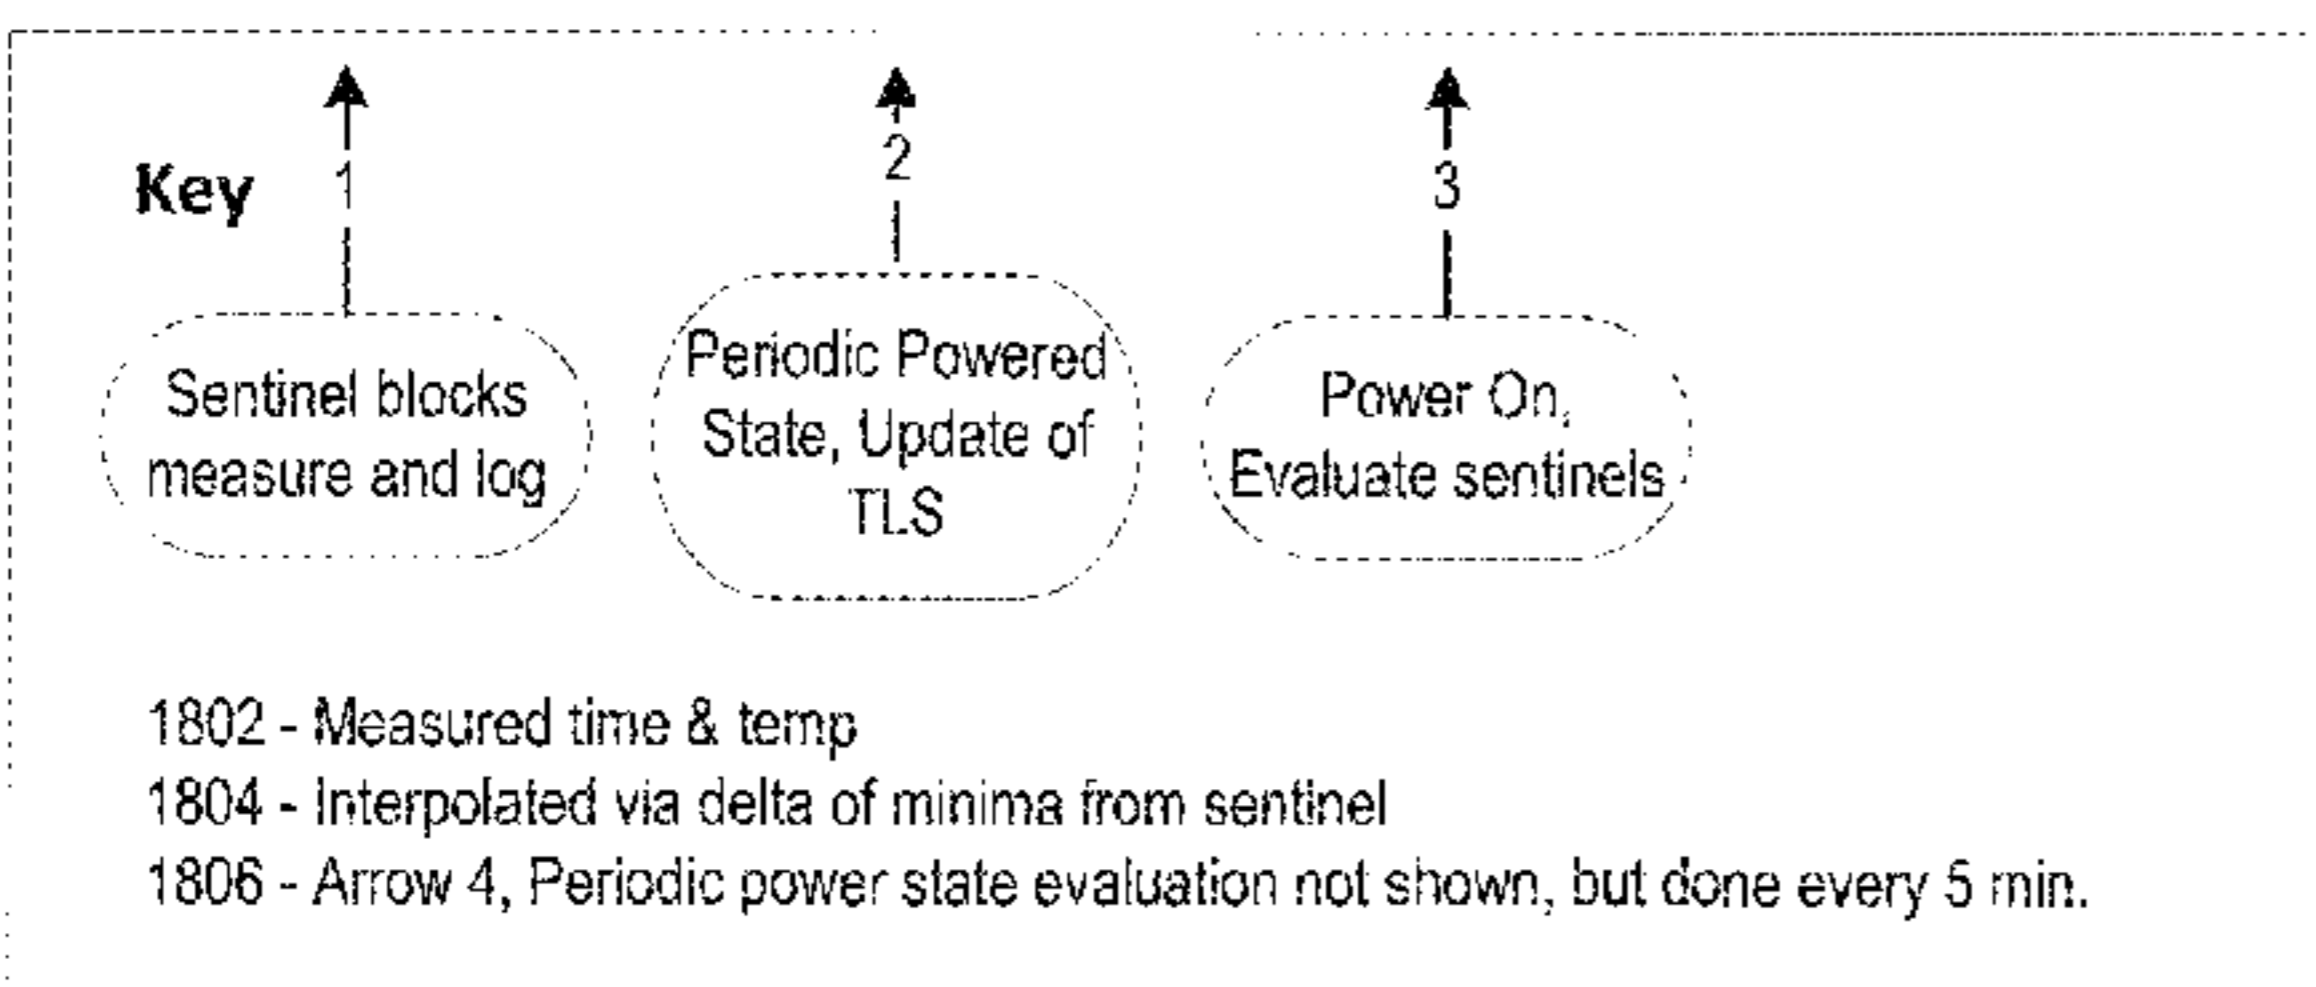 Key
1
2
3
Sentinel blocks
measure and log
Periodic Powered
State, Update of
TLS
Power On,
Evaluate sentinels
1802 - Measured time & temp
1804 - Interpolated via delta of minima from sentinel
1806 - Arrow 4, Periodic power state evaluation not shown, but done every 5 min.